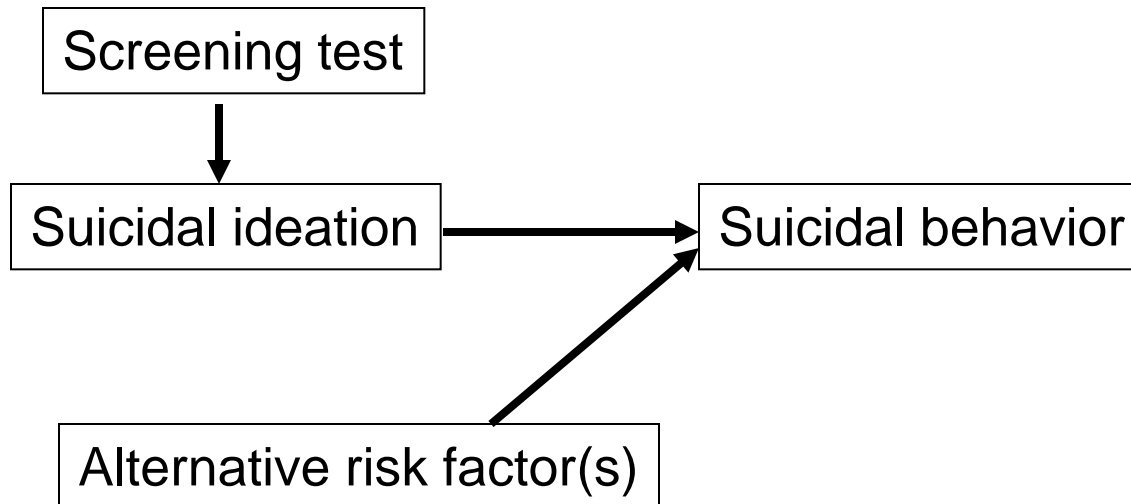 Screening test
Suicidal ideation
Suicidal behavior
Alternative risk factor(s)